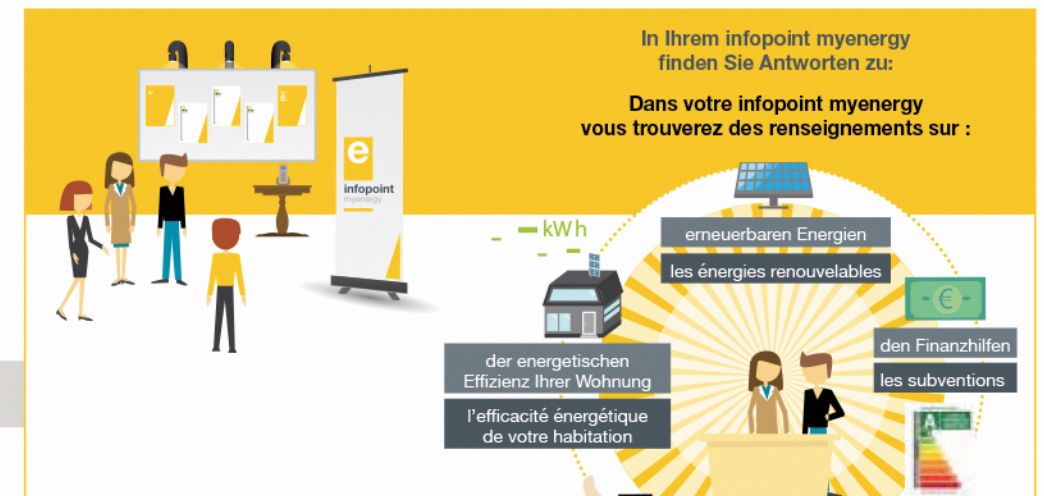 In Ihrem infopoint myenergy
finden Sie Antworten zu:
Dans votre infopoint myenergy
vous trouverez des renseignements sur :
e
infopoint
myenergy
kWh
erneuerbaren Energien
les énergies renouvelables
€
den Finanzhilfen
les subventions
der energetischen
Effizienz Ihrer Wohnung
l'efficacité énergétique
de votre habitation
A